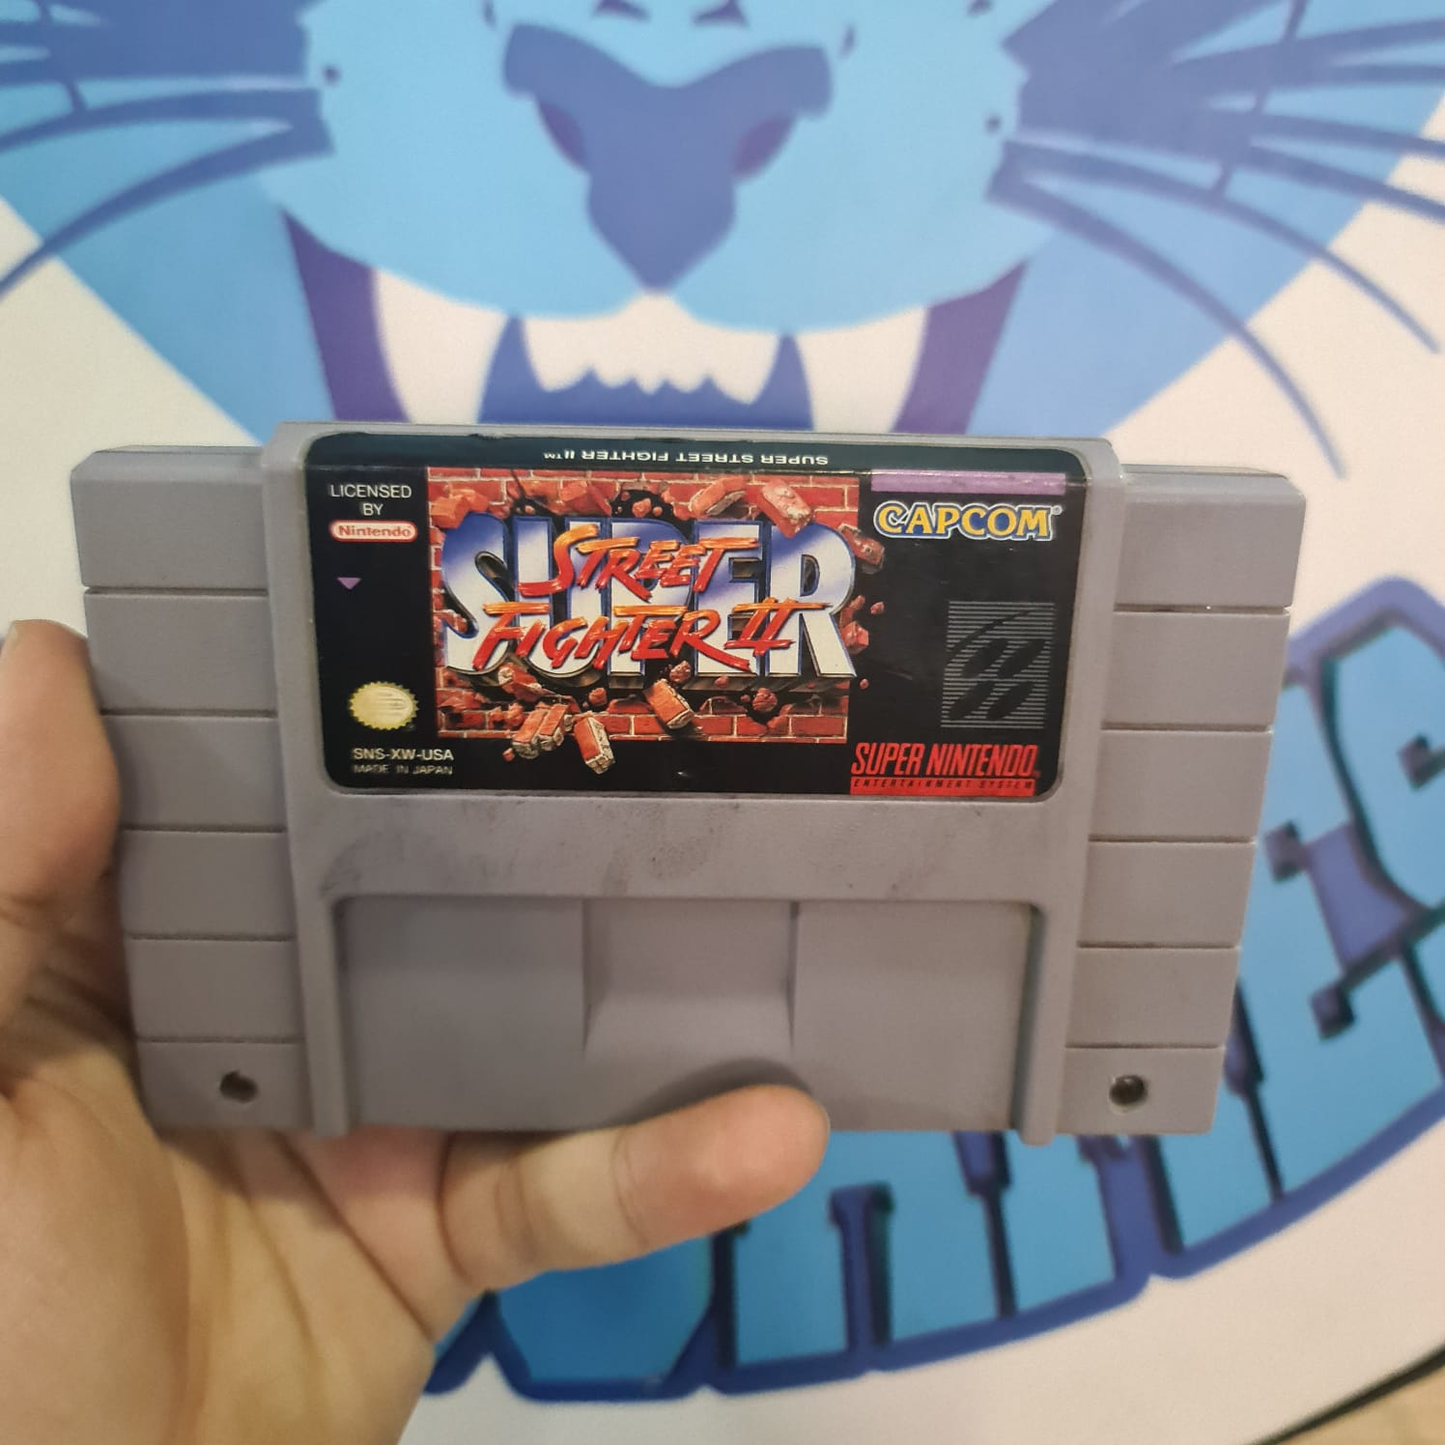 SUPER STREET FIGHTER II™
LICENSED
BY
Nintendo
SUPER
STREET
FIGHTER II
CAPCOM
SNS-XW-USA
MADE IN JAPAN
SUPER NINTENDO
ENTERTAINMENT SYSTEM